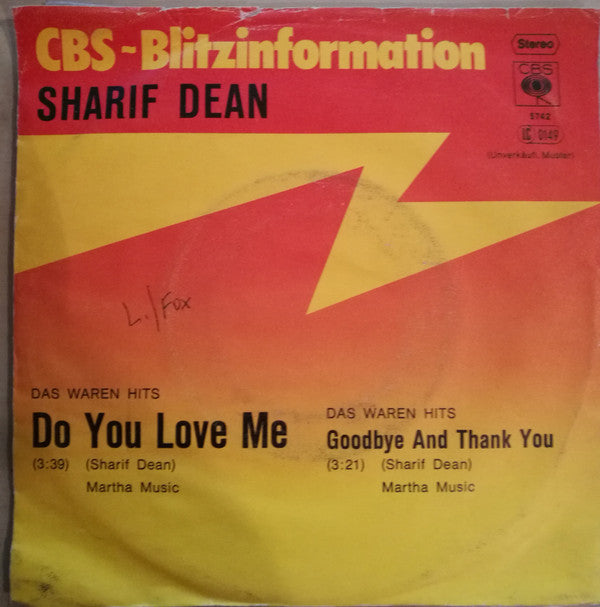 CBS~Blitzinformation
SHARIF DEAN
Stereo
CBS
5742
LC 0149
(Unverkäufl. Muster)
L./Fox
DAS WAREN HITS
Do You Love Me
(3:39) (Sharif Dean)
Martha Music
DAS WAREN HITS
Goodbye And Thank You
(3:21) (Sharif Dean)
Martha Music